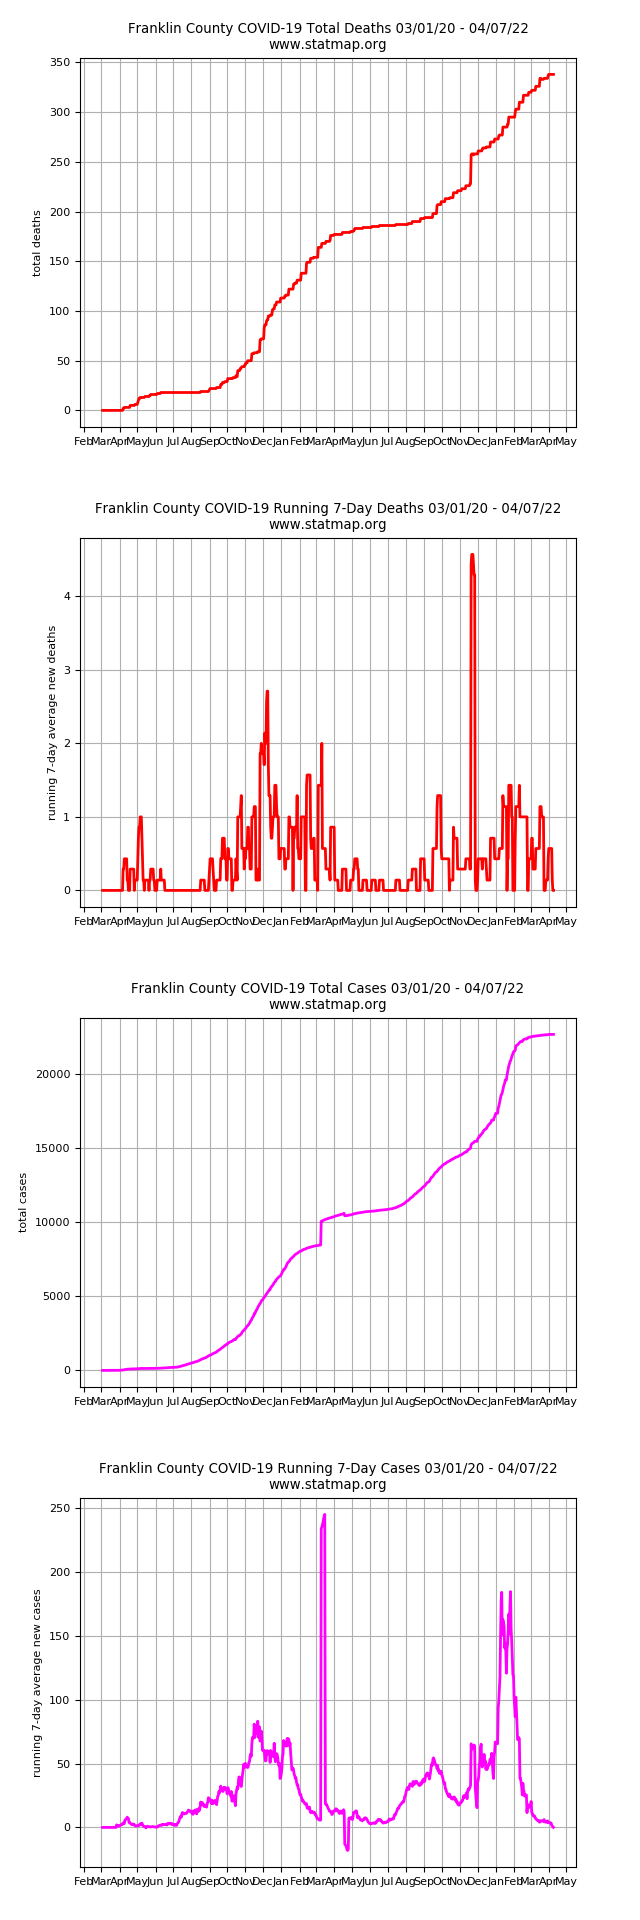 Franklin County COVID-19 Total Deaths 03/01/20 - 04/07/22
www.statmap.org
350
300
250
200
150
100
50
0
total deaths
Feb Mar Apr May Jun Jul Aug Sep Oct Nov Dec Jan Feb Mar Apr May Jun Jul Aug Sep Oct Nov Dec Jan Feb Mar Apr May
Franklin County COVID-19 Running 7-Day Deaths 03/01/20 - 04/07/22
www.statmap.org
4
3
2
1
0
running 7-day average new deaths
Feb Mar Apr May Jun Jul Aug Sep Oct Nov Dec Jan Feb Mar Apr May Jun Jul Aug Sep Oct Nov Dec Jan Feb Mar Apr May
Franklin County COVID-19 Total Cases 03/01/20 - 04/07/22
www.statmap.org
20000
15000
10000
5000
0
total cases
Feb Mar Apr May Jun Jul Aug Sep Oct Nov Dec Jan Feb Mar Apr May Jun Jul Aug Sep Oct Nov Dec Jan Feb Mar Apr May
Franklin County COVID-19 Running 7-Day Cases 03/01/20 - 04/07/22
www.statmap.org
250
200
150
100
50
0
running 7-day average new cases
Feb Mar Apr May Jun Jul Aug Sep Oct Nov Dec Jan Feb Mar Apr May Jun Jul Aug Sep Oct Nov Dec Jan Feb Mar Apr May